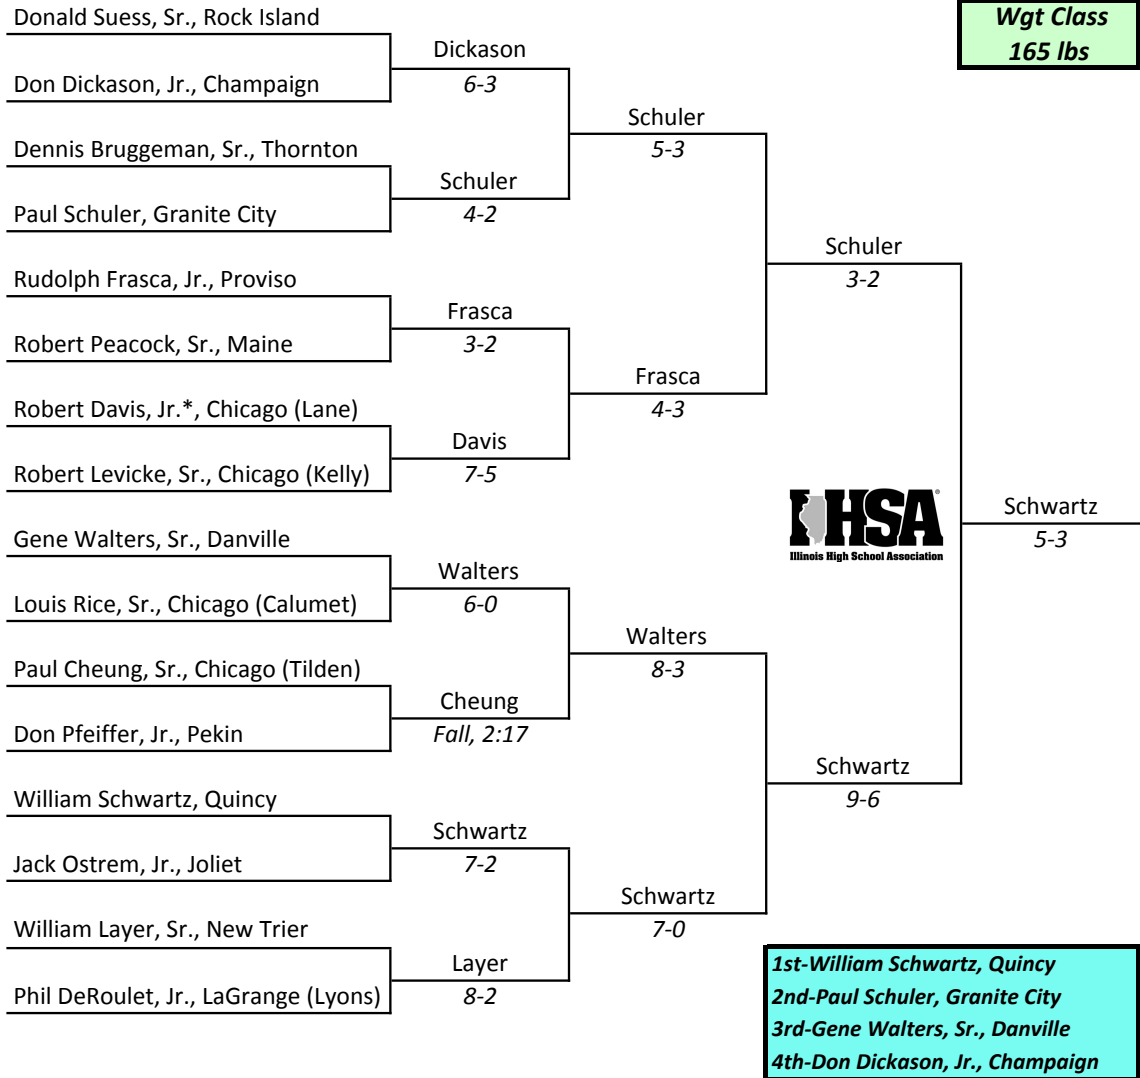 Donald Suess, Sr., Rock Island
Wgt Class
165 lbs
Dickason
6-3
Don Dickason, Jr., Champaign
Schuler
5-3
Dennis Bruggeman, Sr., Thornton
Schuler
4-2
Paul Schuler, Granite City
Schuler
3-2
Rudolph Frasca, Jr., Proviso
Frasca
3-2
Robert Peacock, Sr., Maine
Frasca
4-3
Robert Davis, Jr.*, Chicago (Lane)
Davis
7-5
Robert Levicke, Sr., Chicago (Kelly)
IHSA
Illinois High School Association
Schwartz
5-3
Gene Walters, Sr., Danville
Walters
6-0
Louis Rice, Sr., Chicago (Calumet)
Walters
8-3
Paul Cheung, Sr., Chicago (Tilden)
Cheung
Fall, 2:17
Don Pfeiffer, Jr., Pekin
Schwartz
9-6
William Schwartz, Quincy
Schwartz
7-2
Jack Ostrem, Jr., Joliet
Schwartz
7-0
William Layer, Sr., New Trier
Layer
8-2
Phil DeRoulet, Jr., LaGrange (Lyons)
1st-William Schwartz, Quincy
2nd-Paul Schuler, Granite City
3rd-Gene Walters, Sr., Danville
4th-Don Dickason, Jr., Champaign